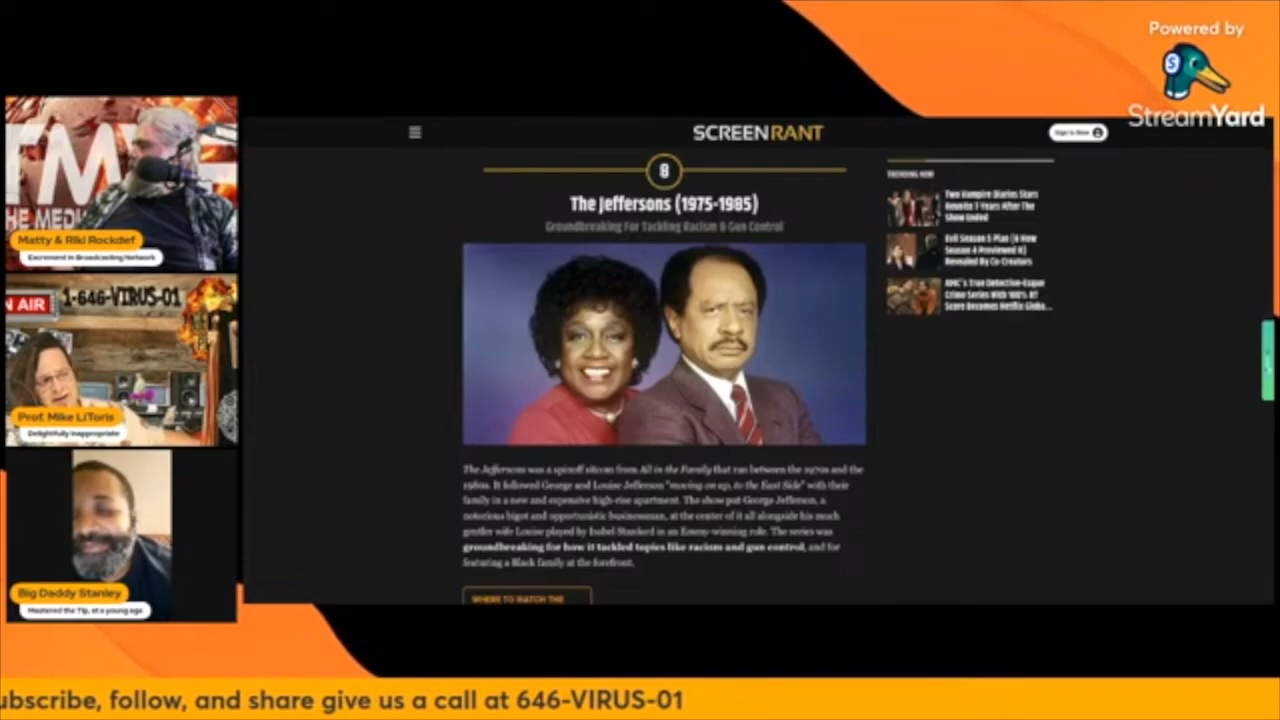 Powered by
StreamYard
TM
THE MEDI
Matty & Riki Rockdef
Excrement in Broadcasting Network
N AIR
1-646-VIRUS-01
Prof. Mike LiToris
Delightfully Inappropriate
Big Daddy Stanley
Mastered the Tip, at a young age
SCREENRANT
Sign In Now
8
The Jeffersons (1975-1985)
Groundbreaking For Tackling Racism & Gun Control
The Jeffersons was a spinoff sitcom from All in the Family that ran between the 1970s and the
1980s. It followed George and Louise Jefferson "moving on up, to the East Side" with their
family in a new and expensive high-rise apartment. The show put George Jefferson, a
notorious bigot and opportunistic businessman, at the center of it all alongside his much
gentler wife Louise played by Isabel Sanford in an Emmy-winning role. The series was
groundbreaking for how it tackled topics like racism and gun control, and for
featuring a Black family at the forefront.
WHERE TO WATCH THE
TRENDING NOW
Two Vampire Diaries Stars
Reunite 7 Years After The
Show Ended
Evil Season 5 Plan (& How
Season 4 Previewed It)
Revealed By Co-Creators
AMC's True Detective-Esque
Crime Series With 100% RT
Score Becomes Netflix Globa...
ubscribe, follow, and share give us a call at 646-VIRUS-01